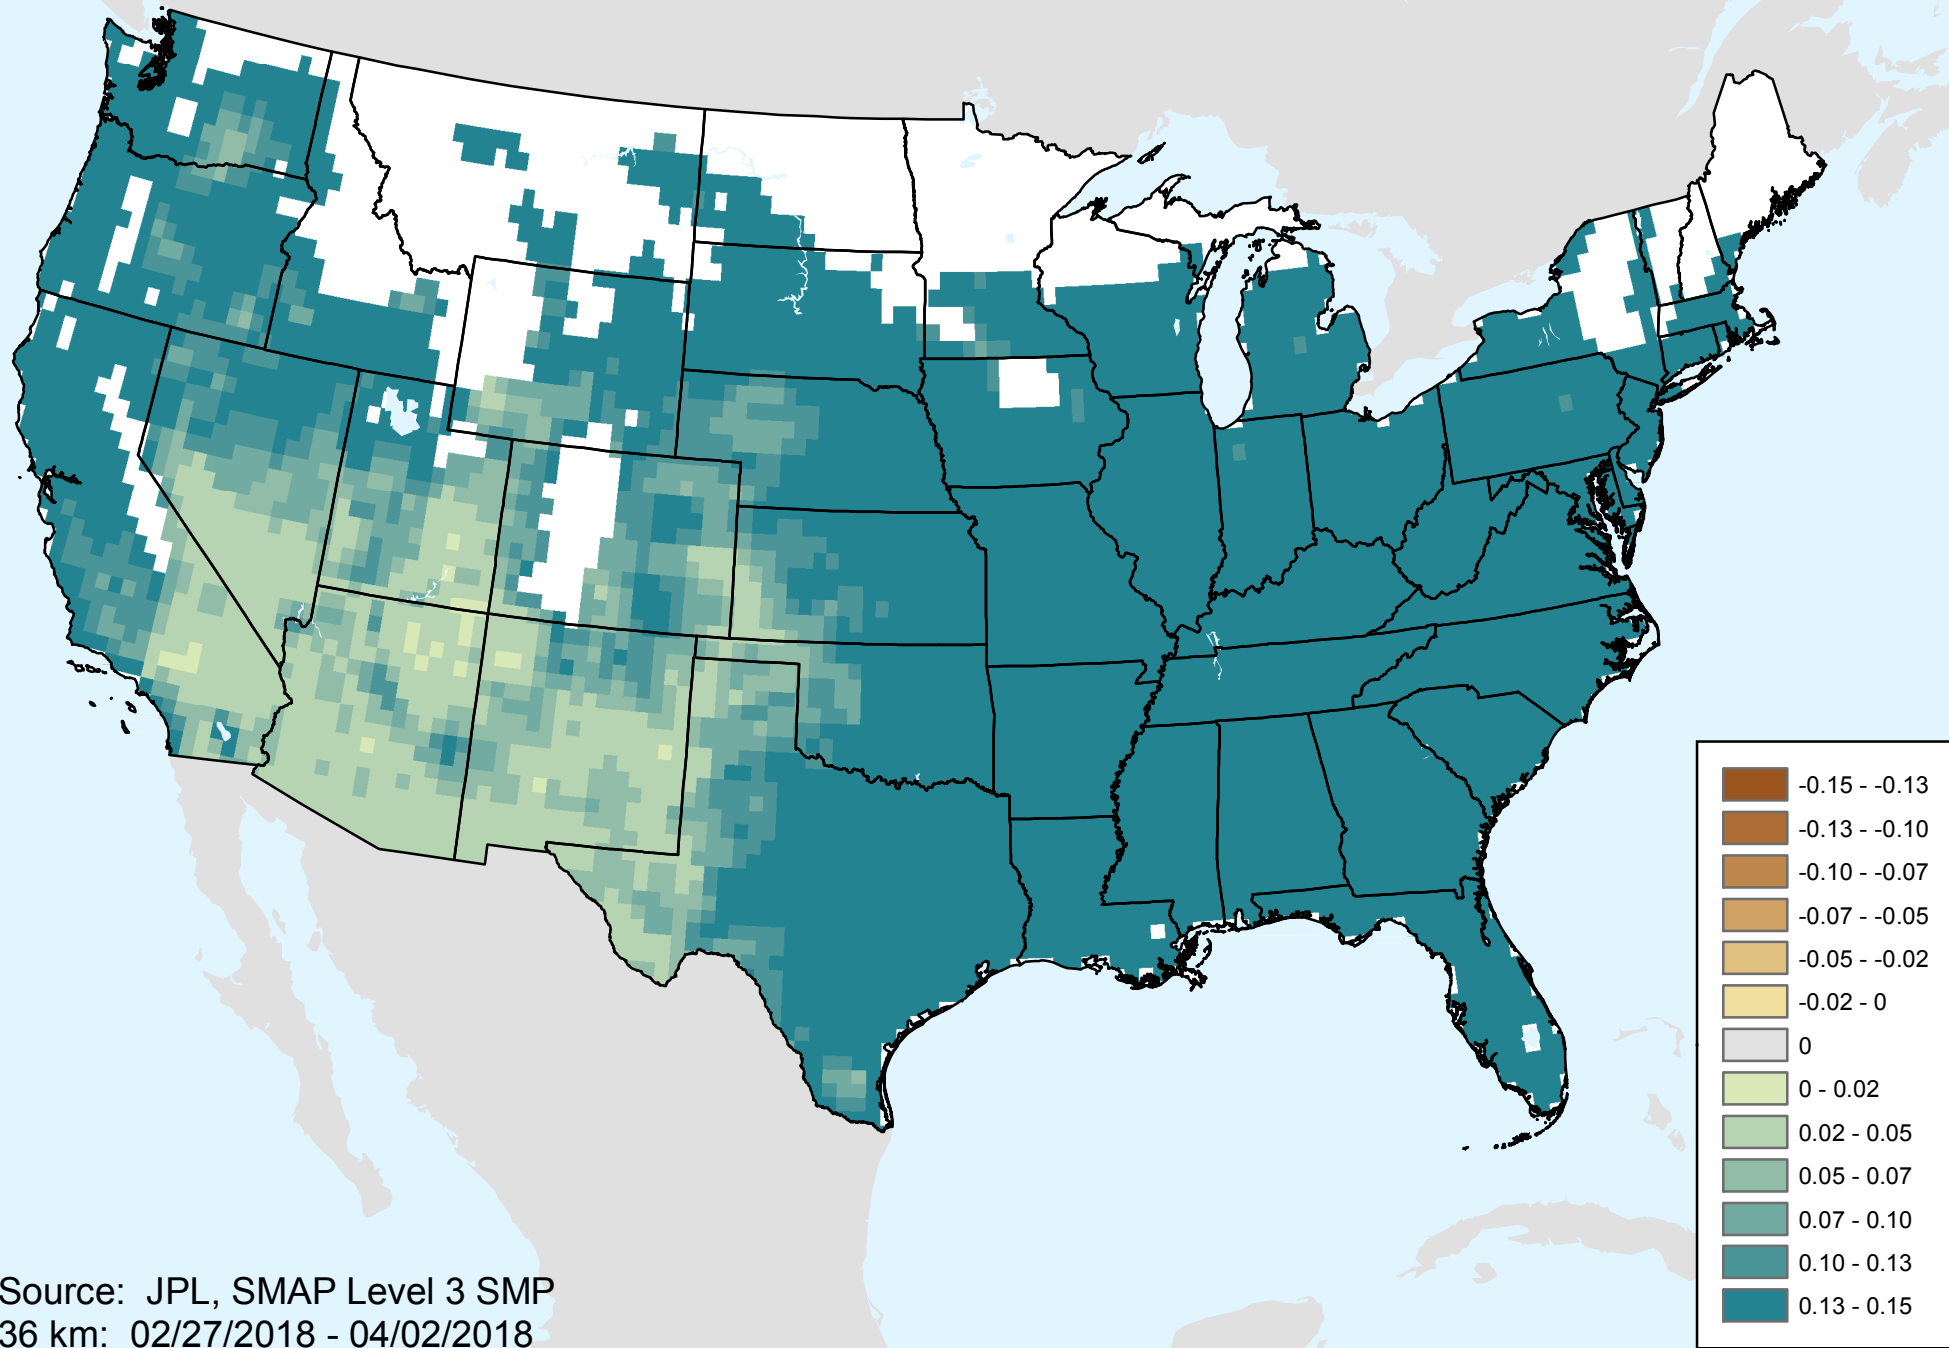 -0.15 - -0.13
-0.13 - -0.10
-0.10 - -0.07
-0.07 - -0.05
-0.05 - -0.02
-0.02 - 0
0
0 - 0.02
0.02 - 0.05
0.05 - 0.07
0.07 - 0.10
0.10 - 0.13
0.13 - 0.15
Source: JPL, SMAP Level 3 SMP
36 km: 02/27/2018 - 04/02/2018